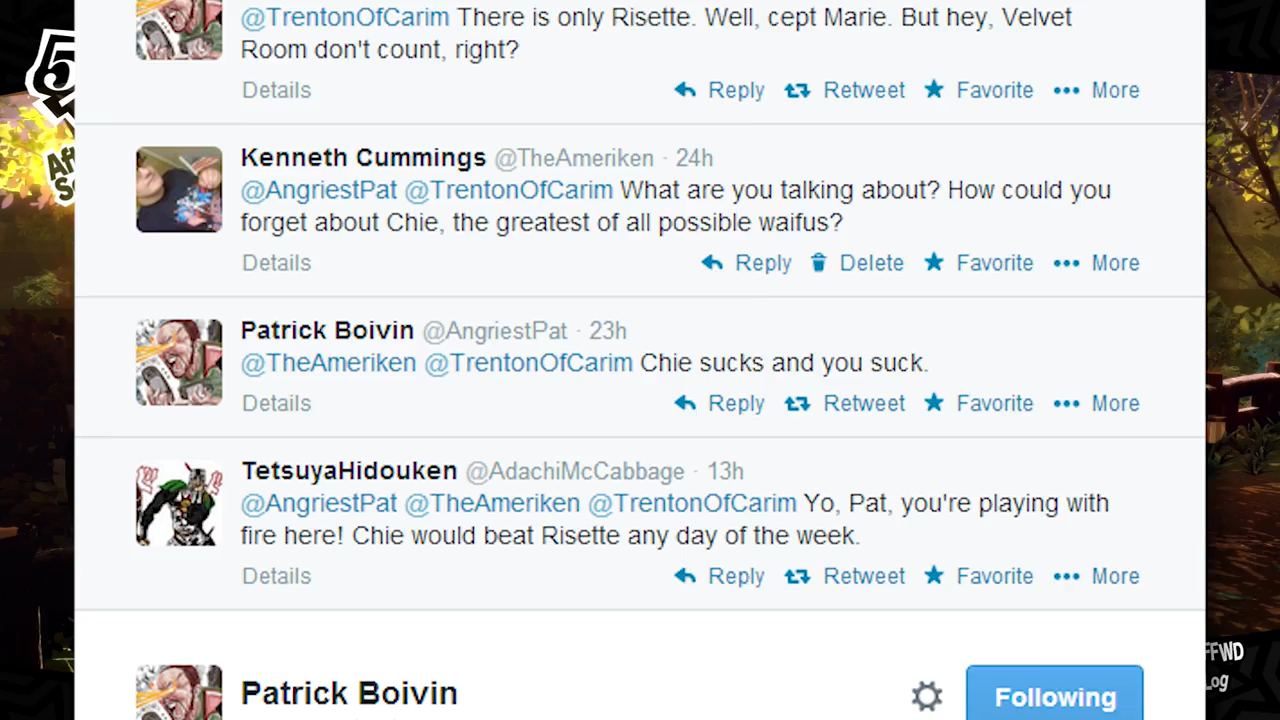 @TrentonOfCarim There is only Risette. Well, cept Marie. But hey, Velvet
Room don't count, right?
Details Reply Retweet Favorite More
Kenneth Cummings @TheAmeriken · 24h
@AngriestPat @TrentonOfCarim What are you talking about? How could you
forget about Chie, the greatest of all possible waifus?
Details Reply Delete Favorite More
Patrick Boivin @AngriestPat · 23h
@TheAmeriken @TrentonOfCarim Chie sucks and you suck.
Details Reply Retweet Favorite More
TetsuyaHidouken @AdachiMcCabbage · 13h
@AngriestPat @TheAmeriken @TrentonOfCarim Yo, Pat, you're playing with
fire here! Chie would beat Risette any day of the week.
Details Reply Retweet Favorite More
Patrick Boivin Following
5
Af
FFWD
Log